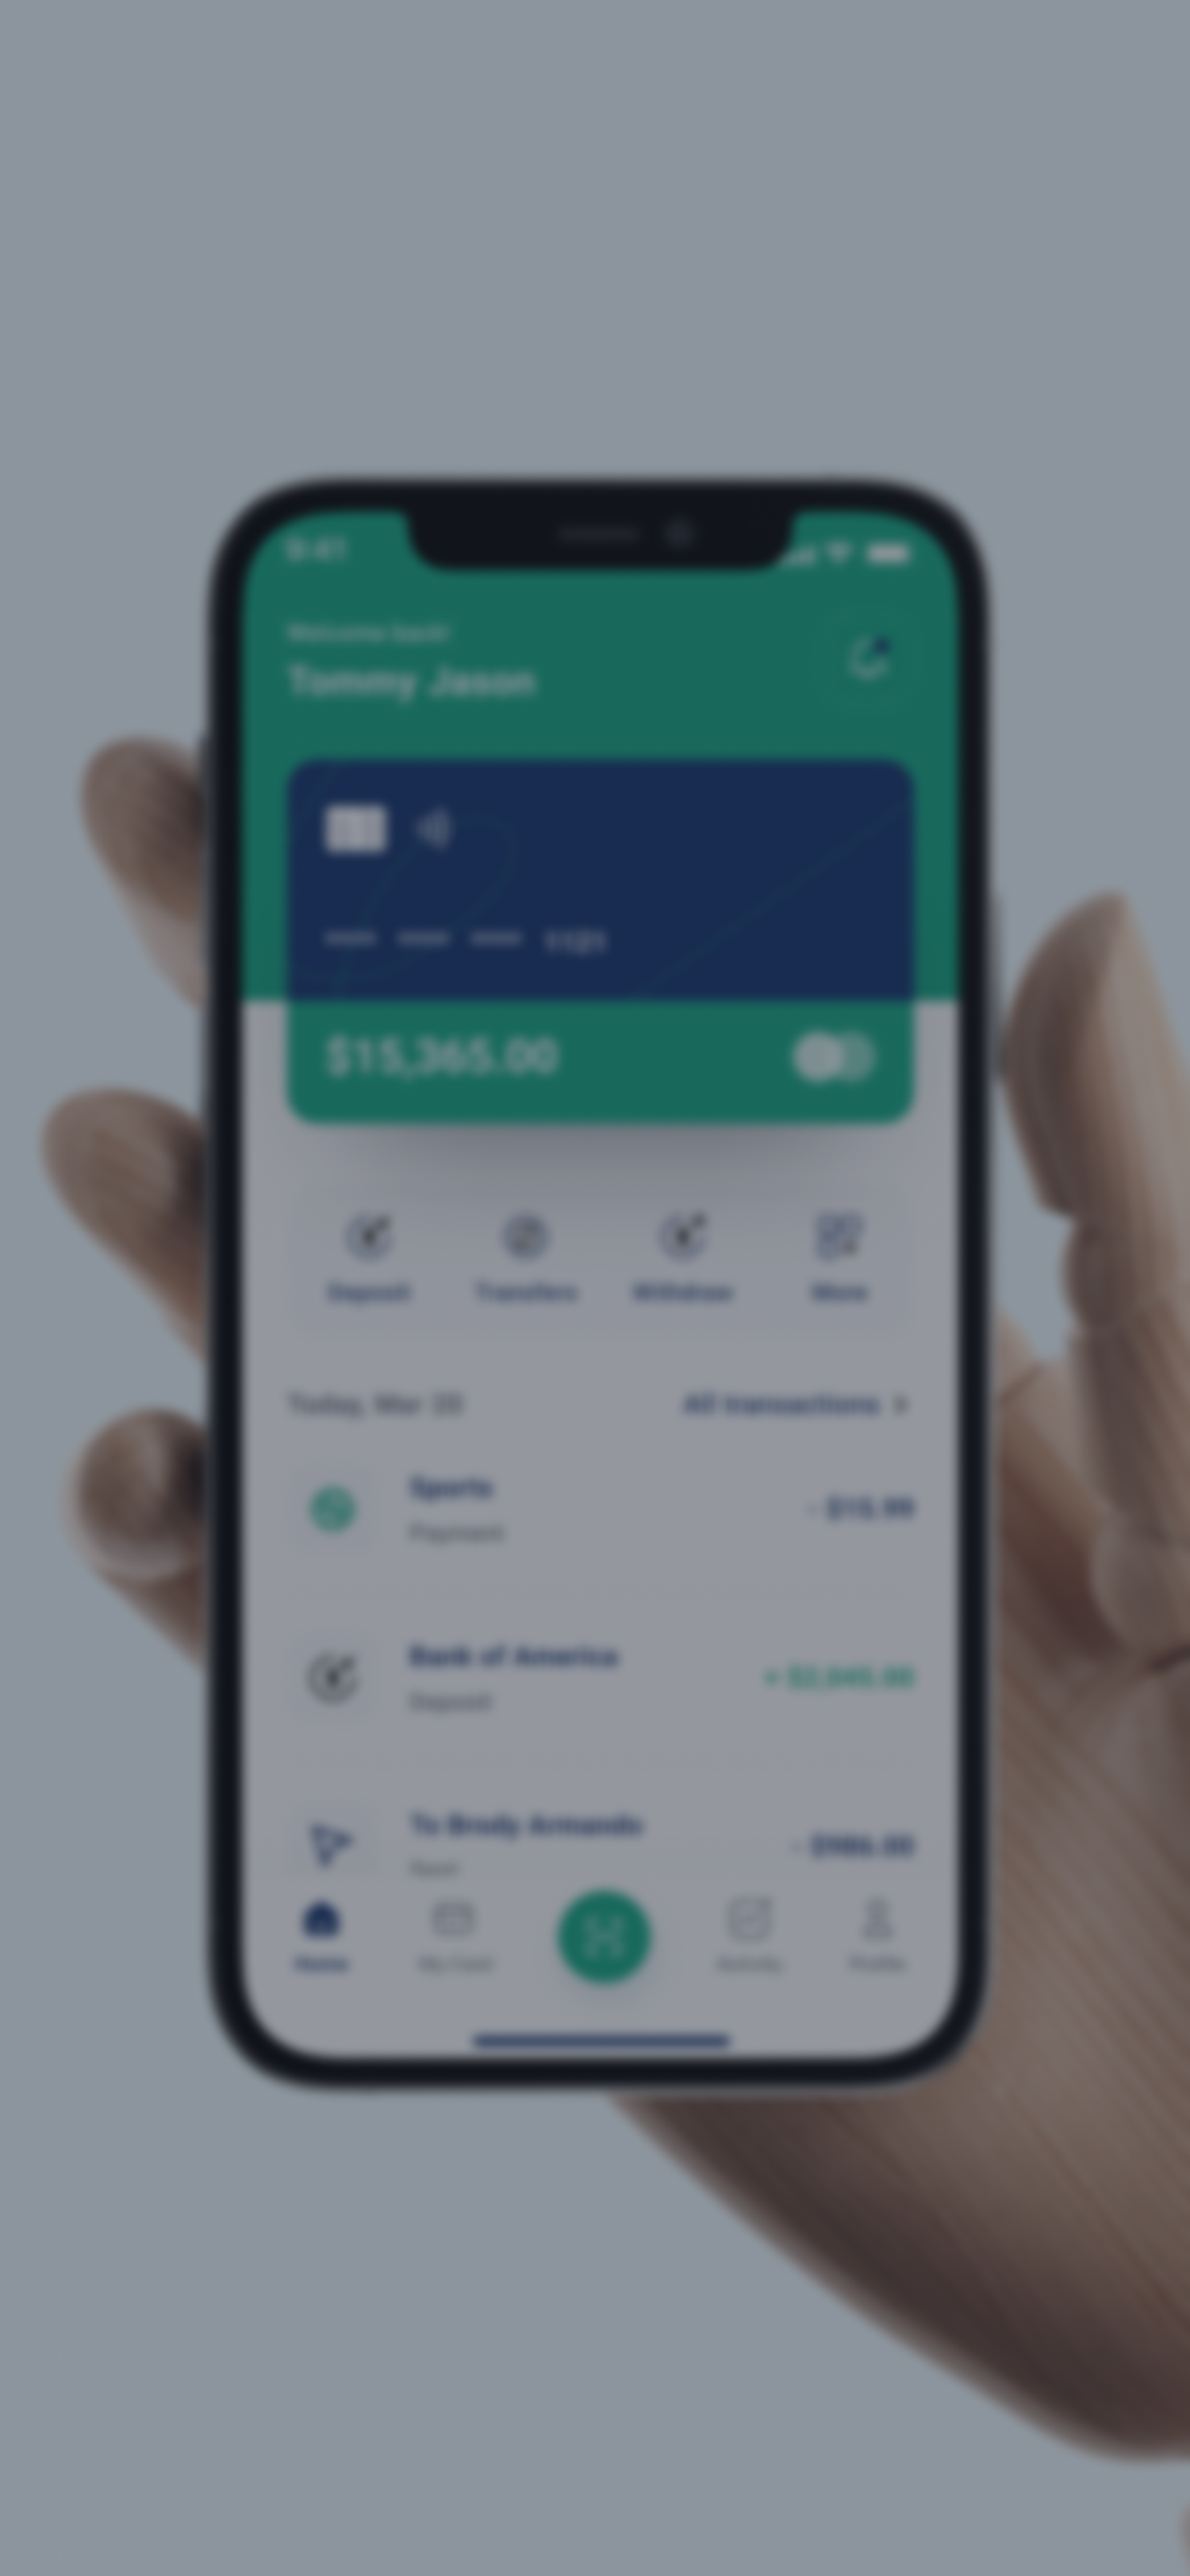 9:41
Welcome back!
Tommy Jason
1121
$15,365.00
Deposit Transfers Withdraw More
Today, Mar 20 All transactions >
Sports
Payment
- $15.99
Bank of America
Deposit
+ $2,045.00
To Brody Armando
- $986.00
Home My Card Activity Profile